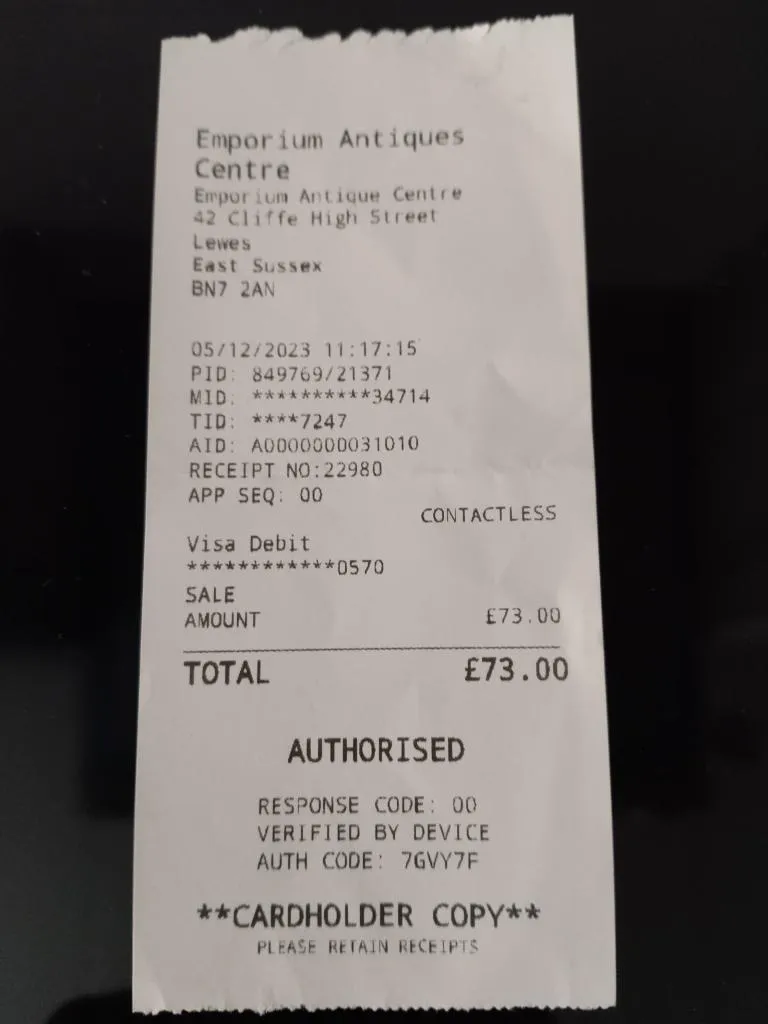 Emporium Antiques
Centre
Emporium Antique Centre
42 Cliffe High Street
Lewes
East Sussex
BN7 2AN
05/12/2023 11:17:15
PID: 849769/21371
MID: **********34714
TID: ****7247
AID: A0000000031010
RECEIPT NO:22980
APP SEQ: 00
CONTACTLESS
Visa Debit
************0570
SALE
AMOUNT £73.00
TOTAL £73.00
AUTHORISED
RESPONSE CODE: 00
VERIFIED BY DEVICE
AUTH CODE: 7GVY7F
**CARDHOLDER COPY**
PLEASE RETAIN RECEIPTS